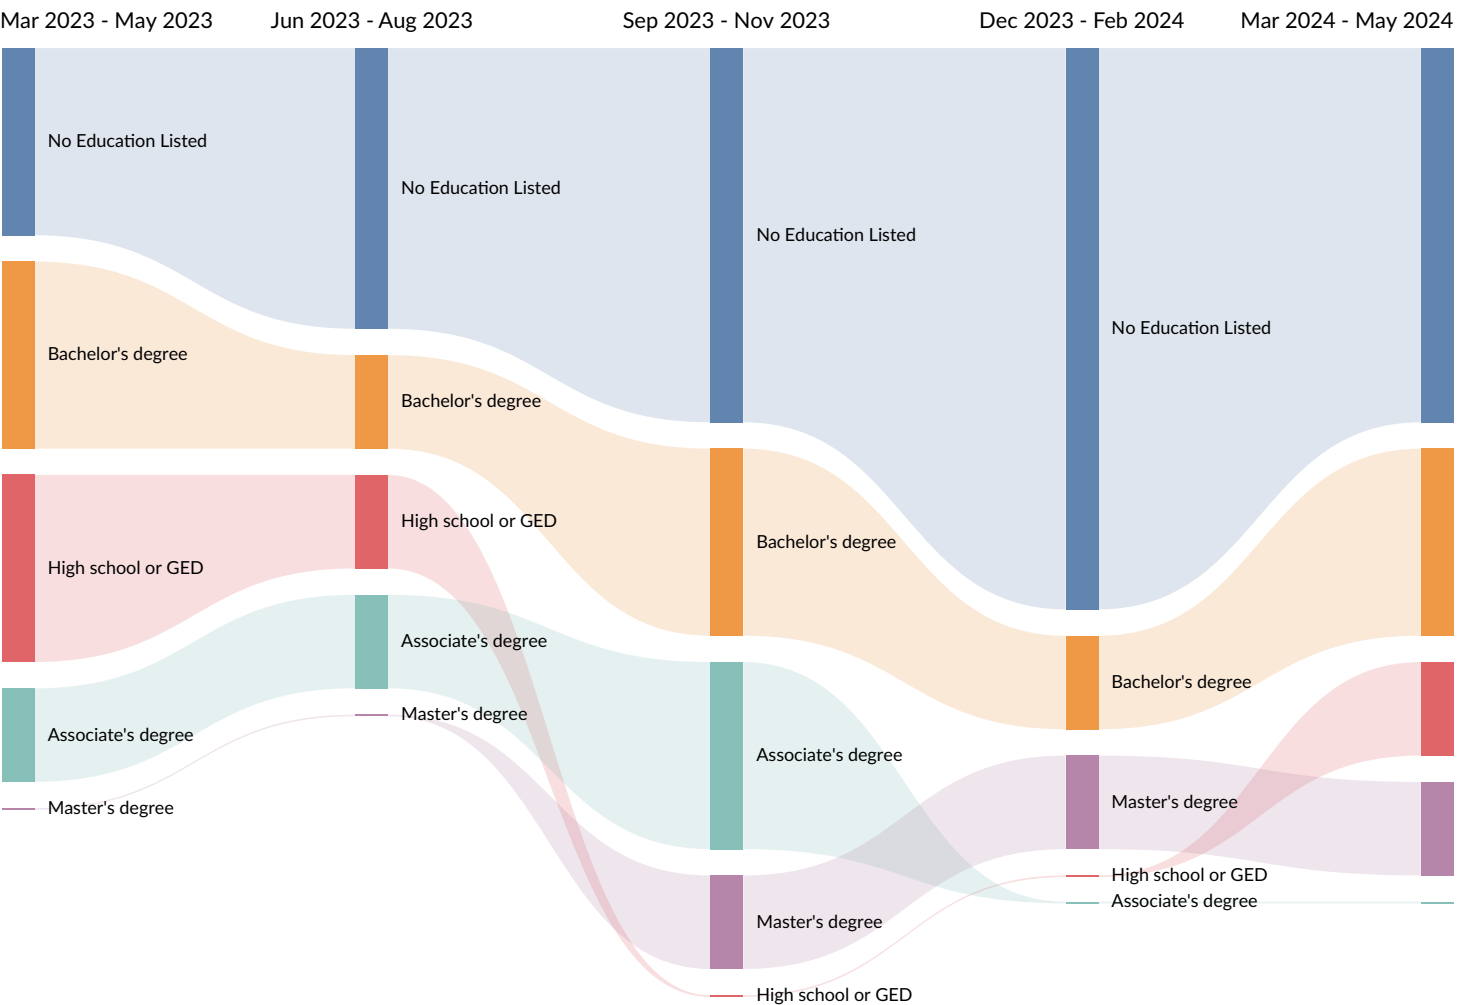 Mar 2023 - May 2023
Jun 2023 - Aug 2023
Sep 2023 - Nov 2023
Dec 2023 - Feb 2024
Mar 2024 - May 2024
No Education Listed
Bachelor's degree
High school or GED
Associate's degree
Master's degree
No Education Listed
Bachelor's degree
High school or GED
Associate's degree
Master's degree
No Education Listed
Bachelor's degree
Associate's degree
Master's degree
High school or GED
No Education Listed
Bachelor's degree
Master's degree
High school or GED
Associate's degree